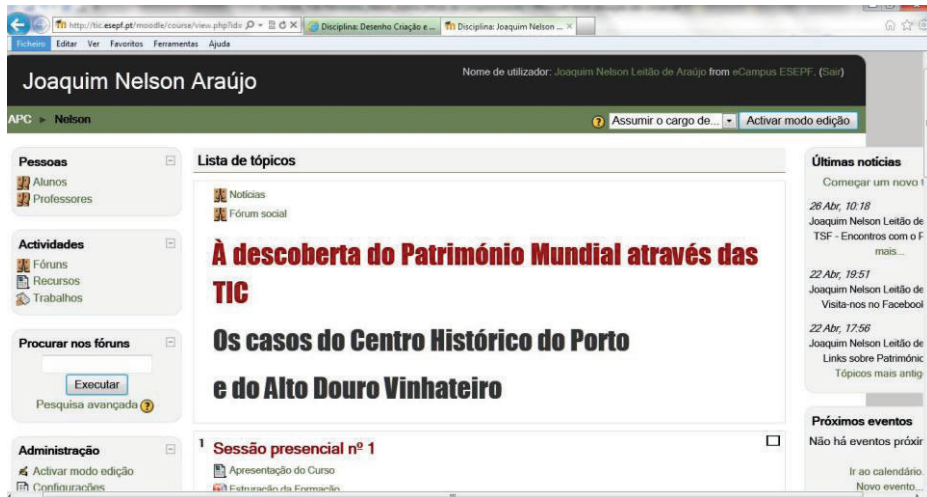 http://tic.esepf.pt/moodle/course/view.php?id=
Disciplina: Desenho Criação e ...
Disciplina: Joaquim Nelson ...
Ficheiro Editar Ver Favoritos Ferramentas Ajuda
Joaquim Nelson Araújo
Nome de utilizador: Joaquim Nelson Leitão de Araújo from eCampus ESEPF. (Sair)
APC ► Nelson
Assumir o cargo de...
Activar modo edição
Pessoas
Alunos
Professores
Actividades
Fóruns
Recursos
Trabalhos
Procurar nos fóruns
Executar
Pesquisa avançada
Administração
Activar modo edição
Configurações
Lista de tópicos
Notícias
Fórum social
À descoberta do Património Mundial através das
TIC
Os casos do Centro Histórico do Porto
e do Alto Douro Vinhateiro
1 Sessão presencial nº 1
Apresentação do Curso
Estruração da Formação
Últimas notícias
Começar um novo
26 Abr, 10:18
Joaquim Nelson Leitão de
TSF - Encontros com o
mais...
22 Abr, 19:51
Joaquim Nelson Leitão de
Visita-nos no Facebook
22 Abr, 17:56
Joaquim Nelson Leitão de
Links sobre Patrimónic
Tópicos mais antig
Próximos eventos
Não há eventos próxir
Ir ao calendário.
Novo evento...